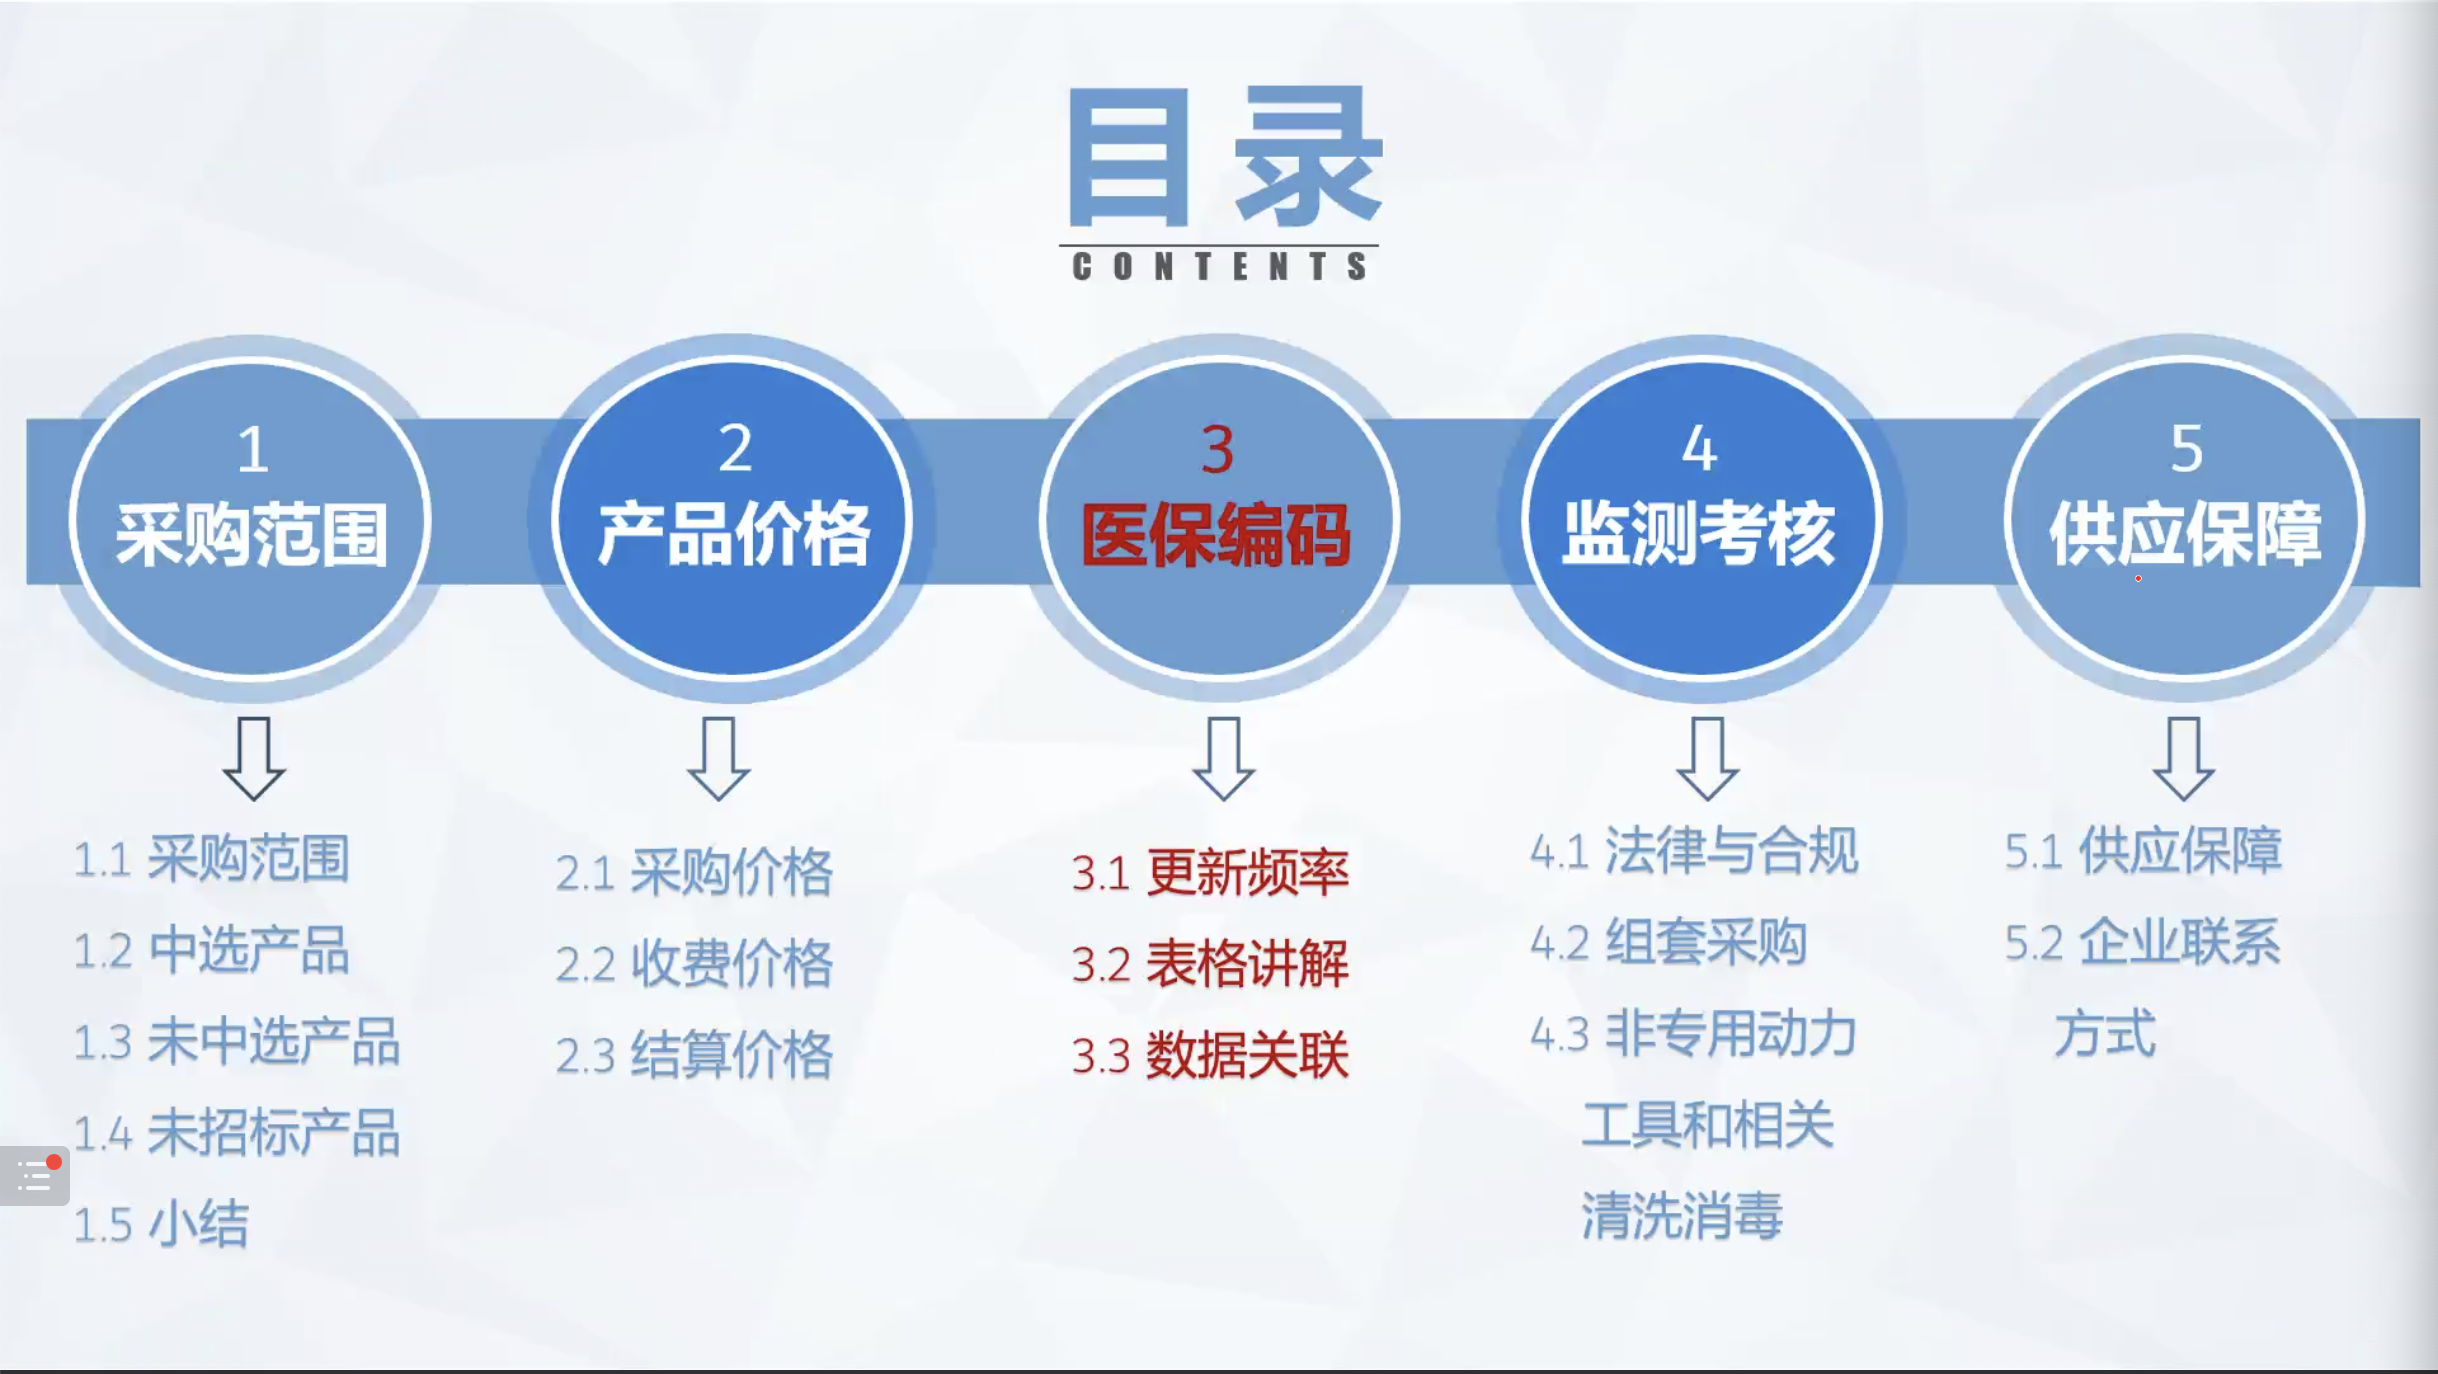 目录
CONTENTS
1
采购范围
2
产品价格
3
医保编码
4
监测考核
5
供应保障
1.1 采购范围
1.2 中选产品
1.3 未中选产品
1.4 未招标产品
1.5 小结
2.1 采购价格
2.2 收费价格
2.3 结算价格
3.1 更新频率
3.2 表格讲解
3.3 数据关联
4.1 法律与合规
4.2 组套采购
4.3 非专用动力
工具和相关
清洗消毒
5.1 供应保障
5.2 企业联系
方式